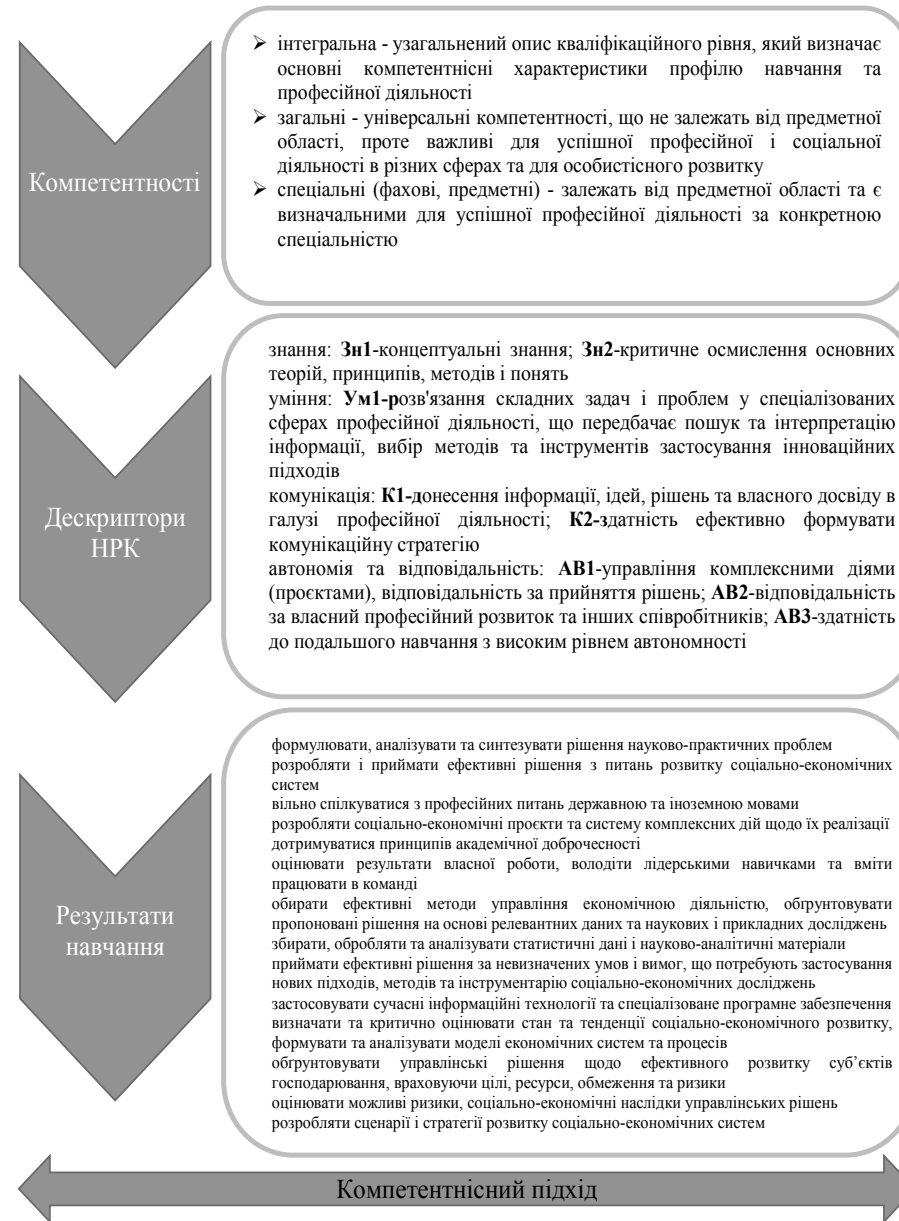 Компетентності
➢ інтегральна - узагальнений опис кваліфікаційного рівня, який визначає
основні компетентнісні характеристики профілю навчання та
професійної діяльності
➢ загальні - універсальні компетентності, що не залежать від предметної
області, проте важливі для успішної професійної і соціальної
діяльності в різних сферах та для особистісного розвитку
➢ спеціальні (фахові, предметні) - залежать від предметної області та є
визначальними для успішної професійної діяльності за конкретною
спеціальністю
Дескриптори
НРК
знання: Зн1-концептуальні знання; Зн2-критичне осмислення основних
теорій, принципів, методів і понять
уміння: Ум1-розв'язання складних задач і проблем у спеціалізованих
сферах професійної діяльності, що передбачає пошук та інтерпретацію
інформації, вибір методів та інструментів застосування інноваційних
підходів
комунікація: К1-донесення інформації, ідей, рішень та власного досвіду в
галузі професійної діяльності; К2-здатність ефективно формувати
комунікаційну стратегію
автономія та відповідальність: АВ1-управління комплексними діями
(проєктами), відповідальність за прийняття рішень; АВ2-відповідальність
за власний професійний розвиток та інших співробітників; АВ3-здатність
до подальшого навчання з високим рівнем автономності
Результати
навчання
формулювати, аналізувати та синтезувати рішення науково-практичних проблем
розробляти і приймати ефективні рішення з питань розвитку соціально-економічних
систем
вільно спілкуватися з професійних питань державною та іноземною мовами
розробляти соціально-економічні проєкти та систему комплексних дій щодо їх реалізації
дотримуватися принципів академічної доброчесності
оцінювати результати власної роботи, володіти лідерськими навичками та вміти
працювати в команді
обирати ефективні методи управління економічною діяльністю, обґрунтовувати
пропоновані рішення на основі релевантних даних та наукових і прикладних досліджень
збирати, обробляти та аналізувати статистичні дані і науково-аналітичні матеріали
приймати ефективні рішення за невизначених умов і вимог, що потребують застосування
нових підходів, методів та інструментарію соціально-економічних досліджень
застосовувати сучасні інформаційні технології та спеціалізоване програмне забезпечення
визначати та критично оцінювати стан та тенденції соціально-економічного розвитку,
формувати та аналізувати моделі економічних систем та процесів
обґрунтовувати управлінські рішення щодо ефективного розвитку суб’єктів
господарювання, враховуючи цілі, ресурси, обмеження та ризики
оцінювати можливі ризики, соціально-економічні наслідки управлінських рішень
розробляти сценарії і стратегії розвитку соціально-економічних систем
Компетентнісний підхід